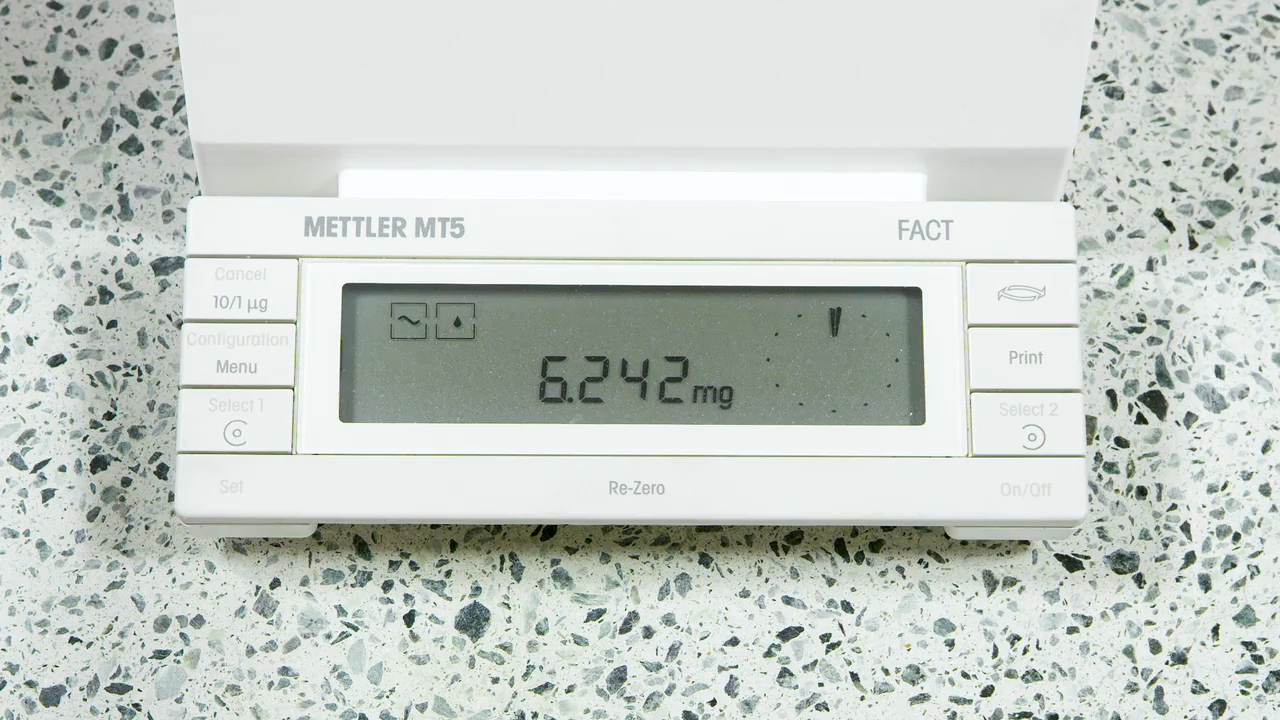 METTLER MT5
FACT
Cancel
10/1 µg
Configuration
Menu
Select 1
6.242 mg
Print
Select 2
Set
Re-Zero
On/Off